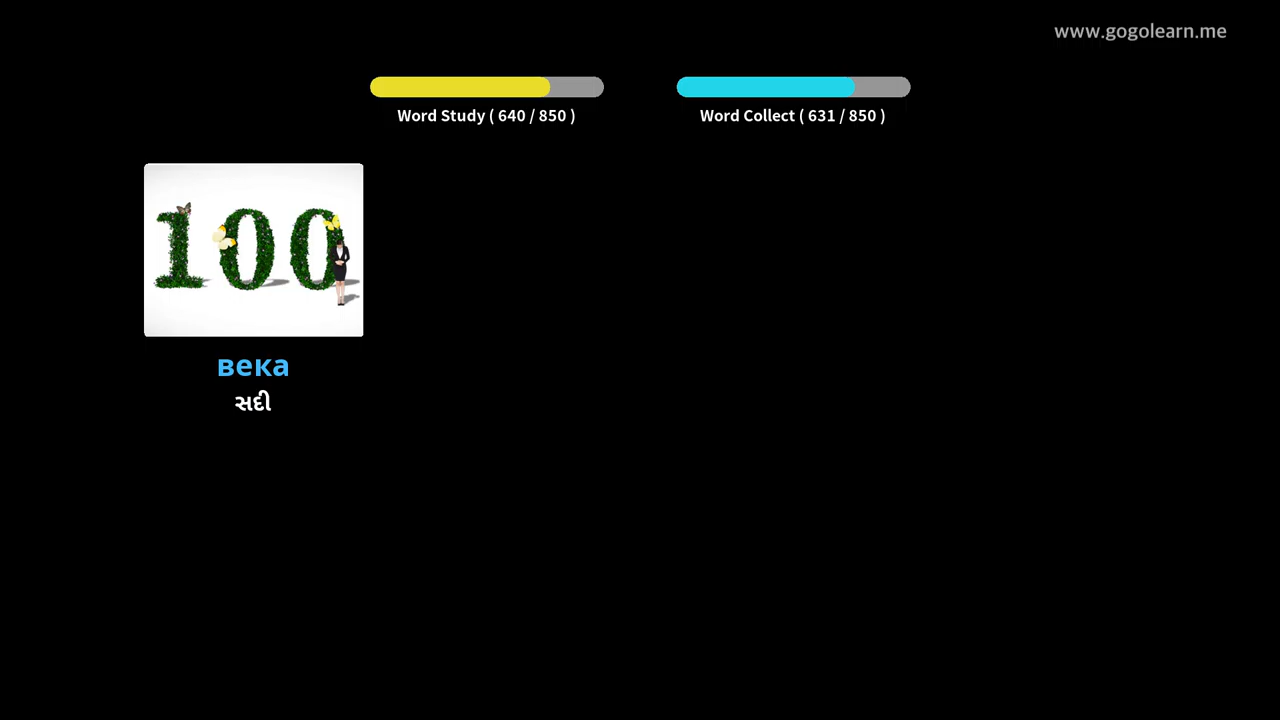 www.gogolearn.me
Word Study ( 640 / 850 )
Word Collect ( 631 / 850 )
100
века
સદી